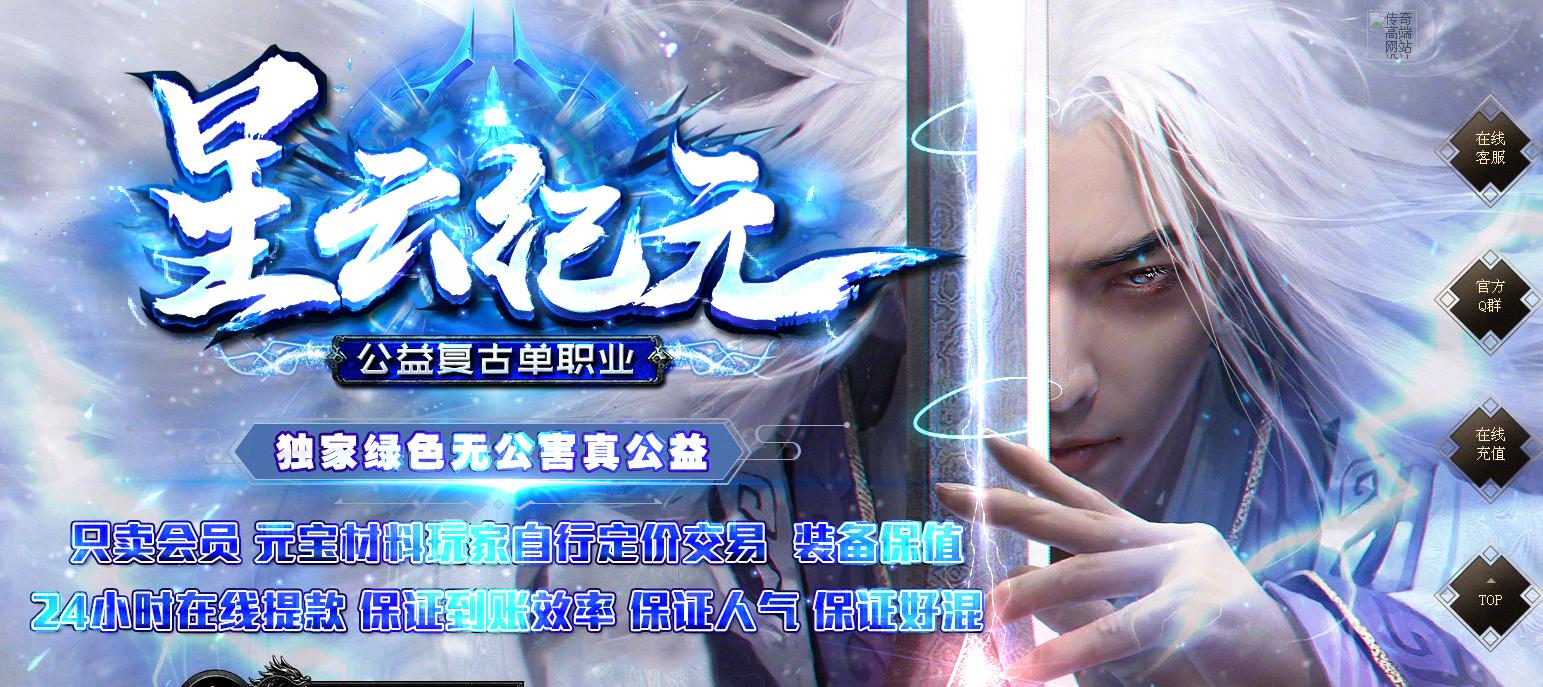 星云纪元
公益复古单职业
独家绿色无公害真公益
只卖会员 元宝材料玩家自行定价交易 装备保值
24小时在线提款 保证到账效率 保证人气 保证好混
传奇
高端
网站
在线
客服
官方
Q群
在线
充值
TOP